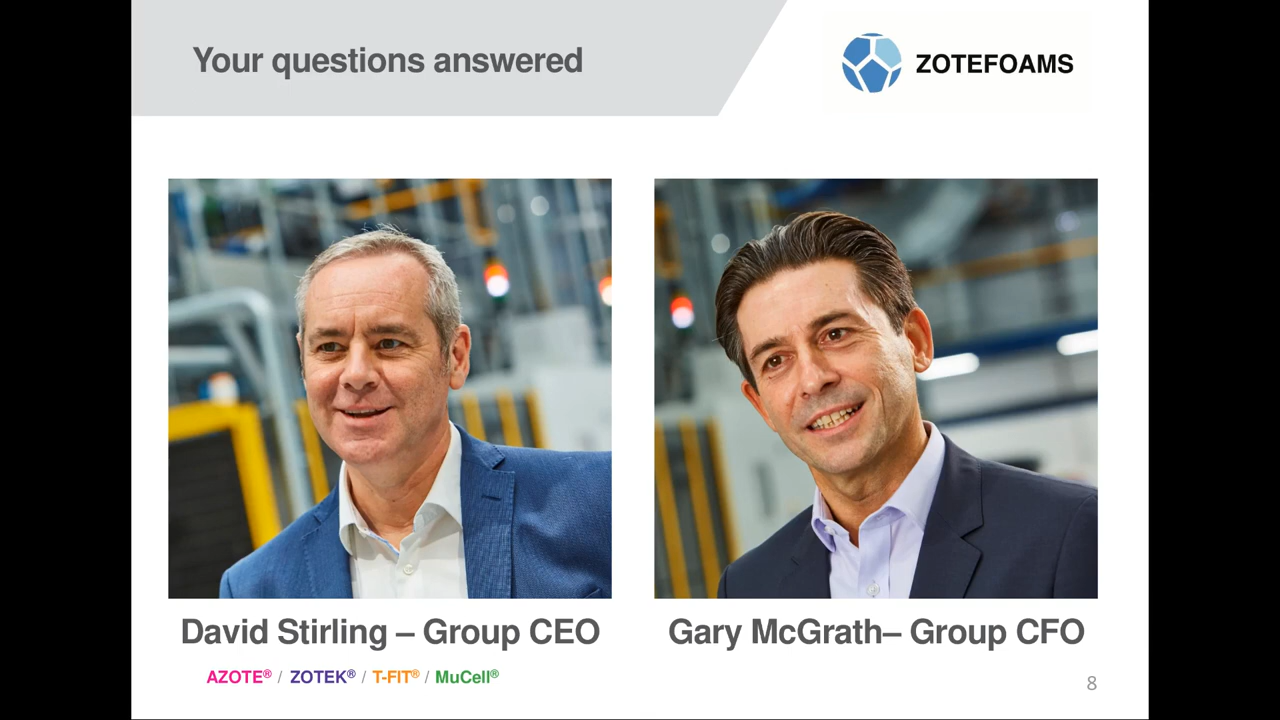 Your questions answered
ZOTEFOAMS
David Stirling – Group CEO
Gary McGrath– Group CFO
AZOTE® / ZOTEK® / T-FIT® / MuCell®
8